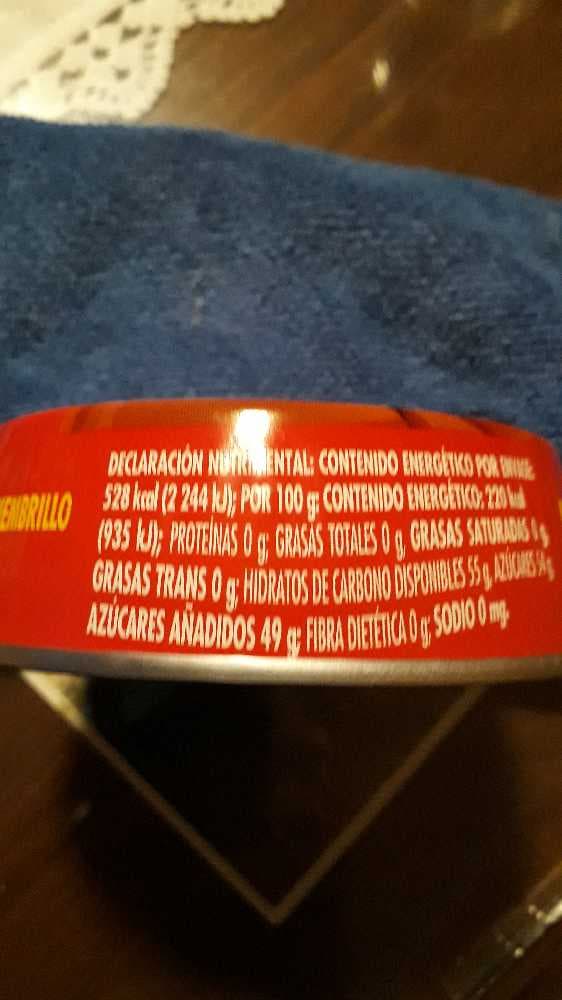 DECLARACIÓN NUTRIMENTAL: CONTENIDO ENERGÉTICO POR ENVASE:
528 kcal (2 244 kJ); POR 100 g: CONTENIDO ENERGÉTICO: 220 kcal
(935 kJ); PROTEÍNAS 0 g; GRASAS TOTALES 0 g, GRASAS SATURADAS 0 g,
GRASAS TRANS 0 g; HIDRATOS DE CARBONO DISPONIBLES 55 g, AZÚCARES 54 g,
AZÚCARES AÑADIDOS 49 g; FIBRA DIETÉTICA 0 g; SODIO 0 mg.
EMBRILLO